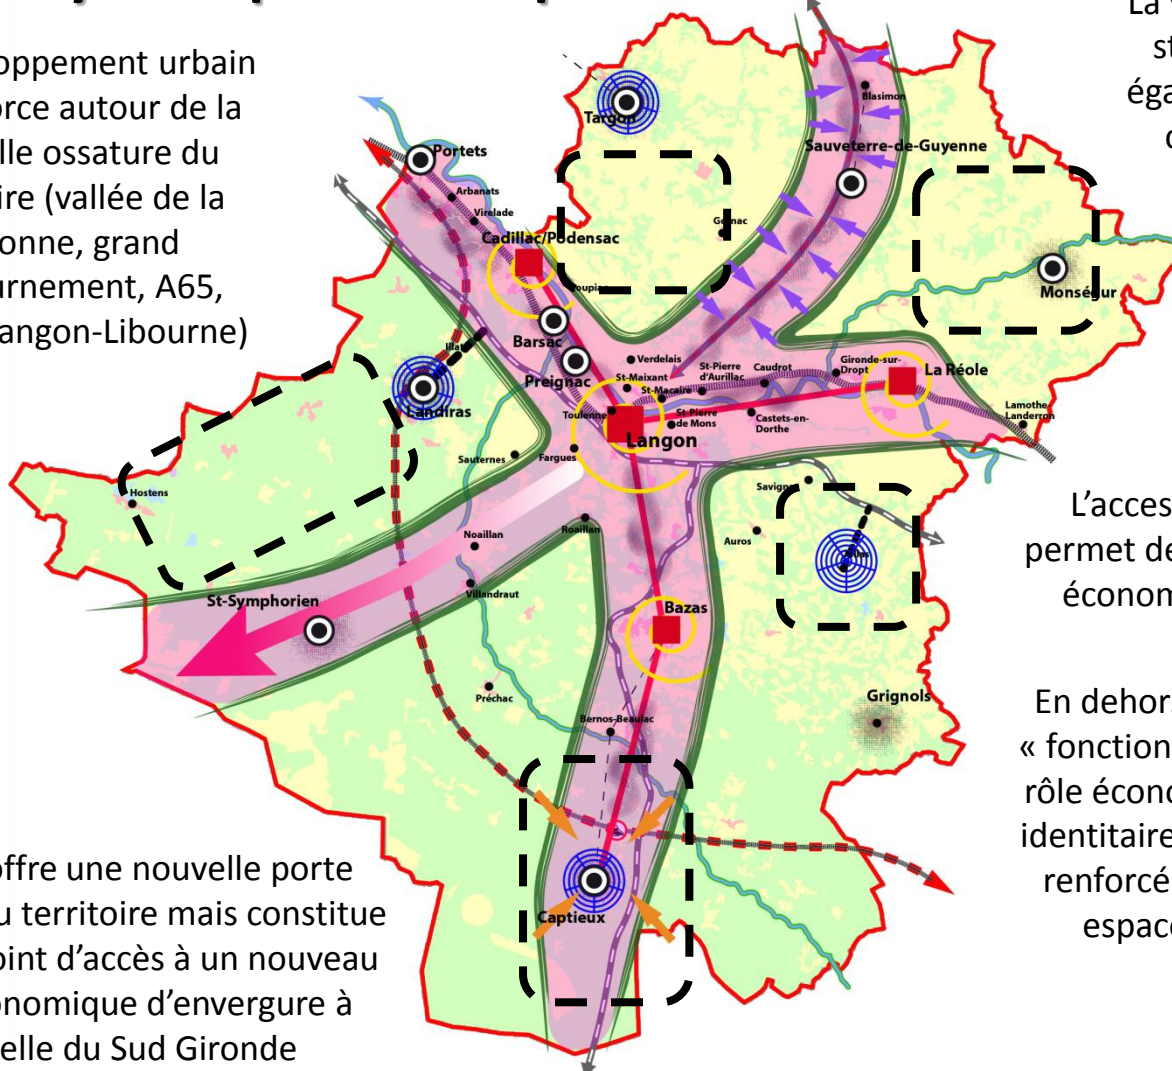 oppement urbain
orce autour de la
lle ossature du
ire (vallée de la
onne, grand
urnement, A65,
angon-Libourne)
La
st
éga
Targon
Blasimon
Sauveterre-de-Guyenne
Portets
Arbanats
Virelade
Cadillac/Podensac
Monségur
Barsac
Preignac
Landiras
Verdelais
St-Maixant
St-Macaire
St-Pierre
d'Aurillac
Caudrot
Gironde-sur-
Dropt
La Réole
Lamothe
Landerron
Toulenne
St-Pierre
de Mons
Castets-en-
Dorthe
Langon
Sauternes
Fargues
Hostens
Savignac
Auros
Roaillan
Noaillan
Villandraut
St-Symphorien
Bazas
Préchac
Bernos-Beaulac
Grignols
Captieux
L'acces
permet de
économ
En dehors
« fonction
rôle écono
identitaire
renforcé
espace
offre une nouvelle porte
u territoire mais constitue
oint d'accès à un nouveau
onomique d'envergure à
elle du Sud Gironde